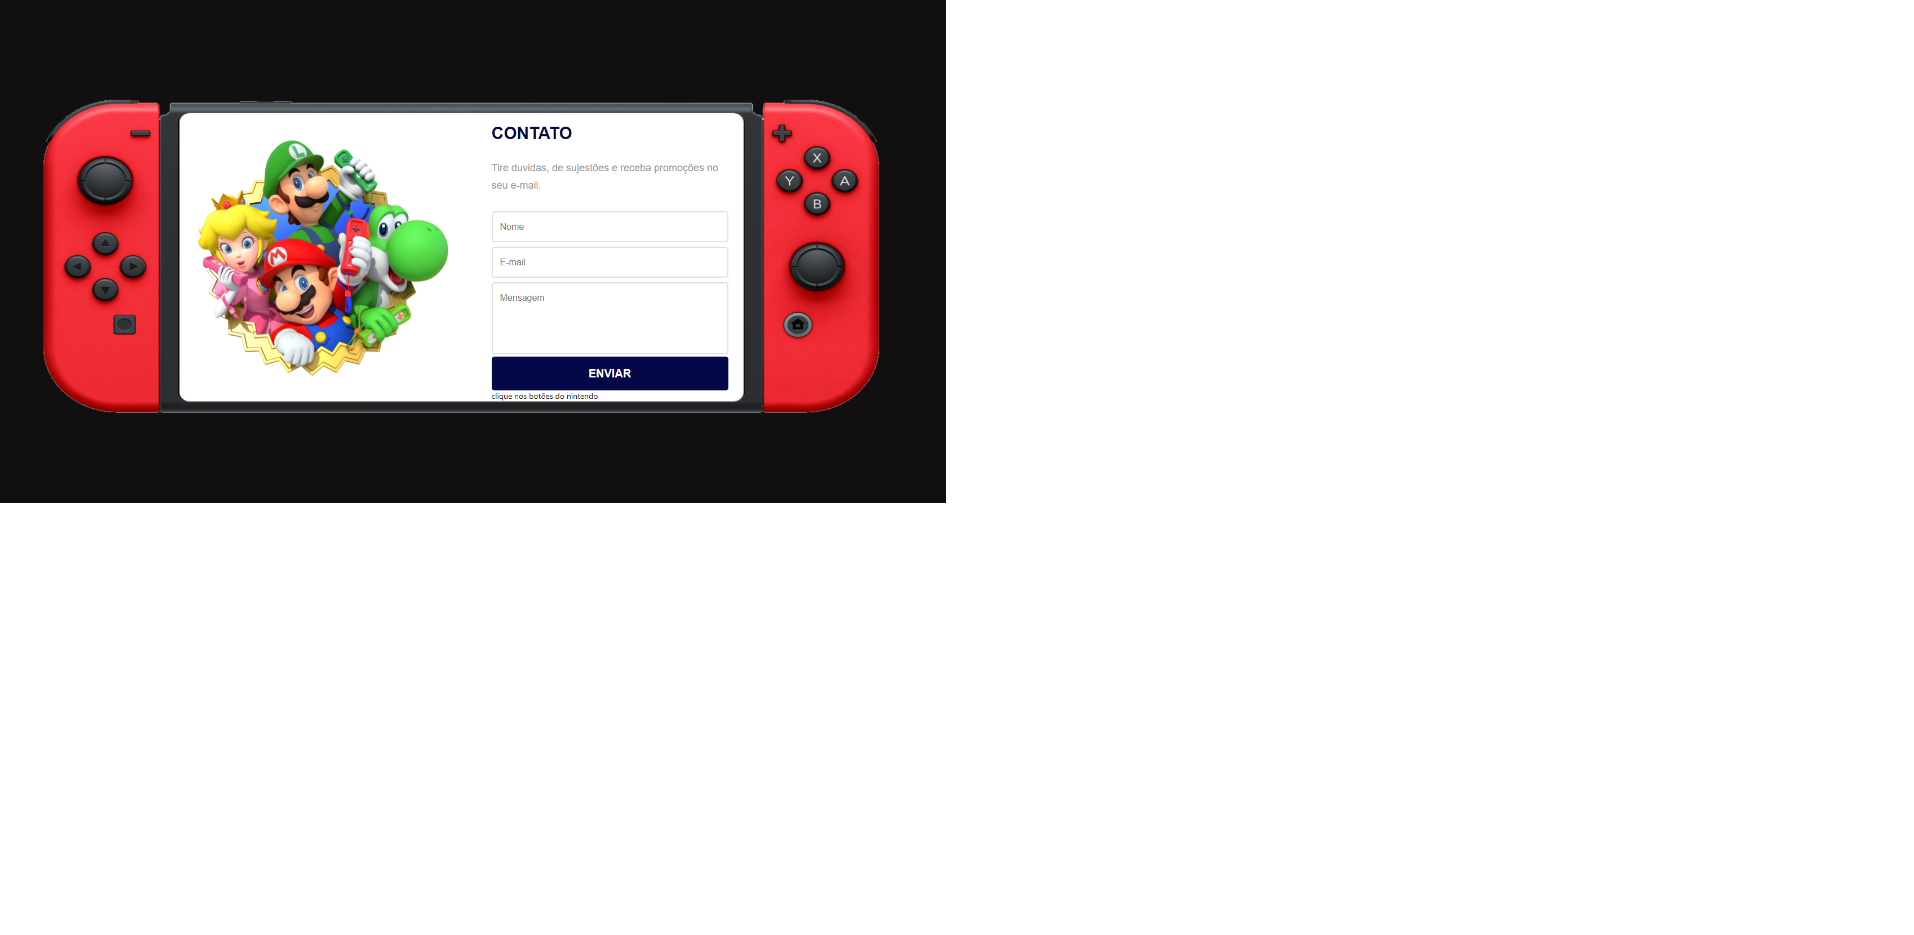 CONTATO
Tire duvidas, de sujestões e receba promoções no
seu e-mail.
Nome
E-mail
Mensagem
ENVIAR
clique nos botões do nintendo
L
M
X
Y
A
B